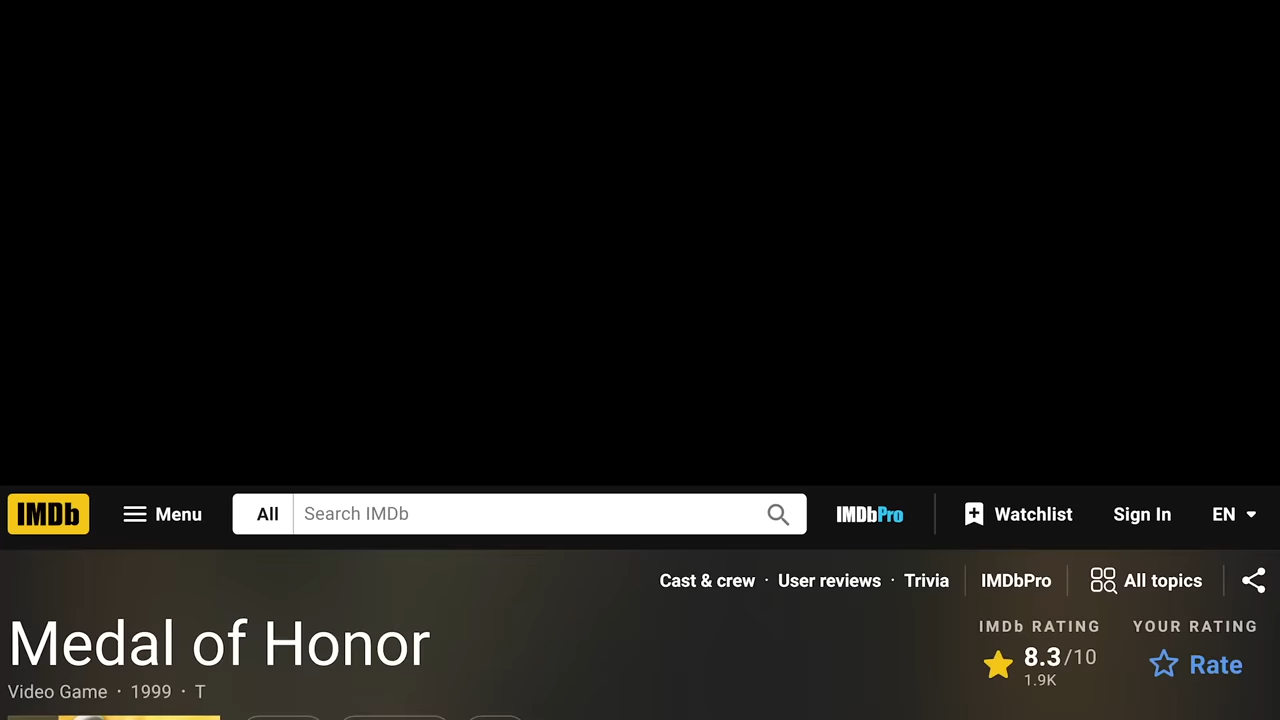 IMDb Menu All Search IMDb IMDbPro Watchlist Sign In EN
Cast & crew · User reviews · Trivia IMDbPro All topics
Medal of Honor
IMDb RATING YOUR RATING
8.3/10 Rate
1.9K
Video Game · 1999 · T